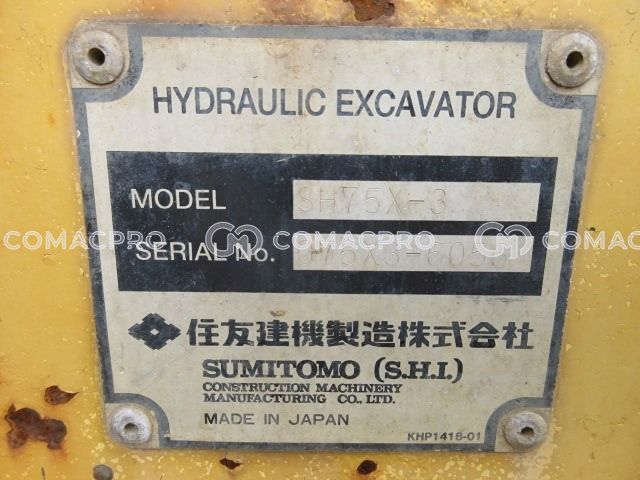 HYDRAULIC EXCAVATOR
MODEL SH75X-3
COMACPRO COMACPRO COMACPRO
SERIAL No.
住友建機製造株式会社
SUMITOMO (S.H.I.)
CONSTRUCTION MACHINERY
MANUFACTURING CO., LTD.
MADE IN JAPAN
KHP1418-01